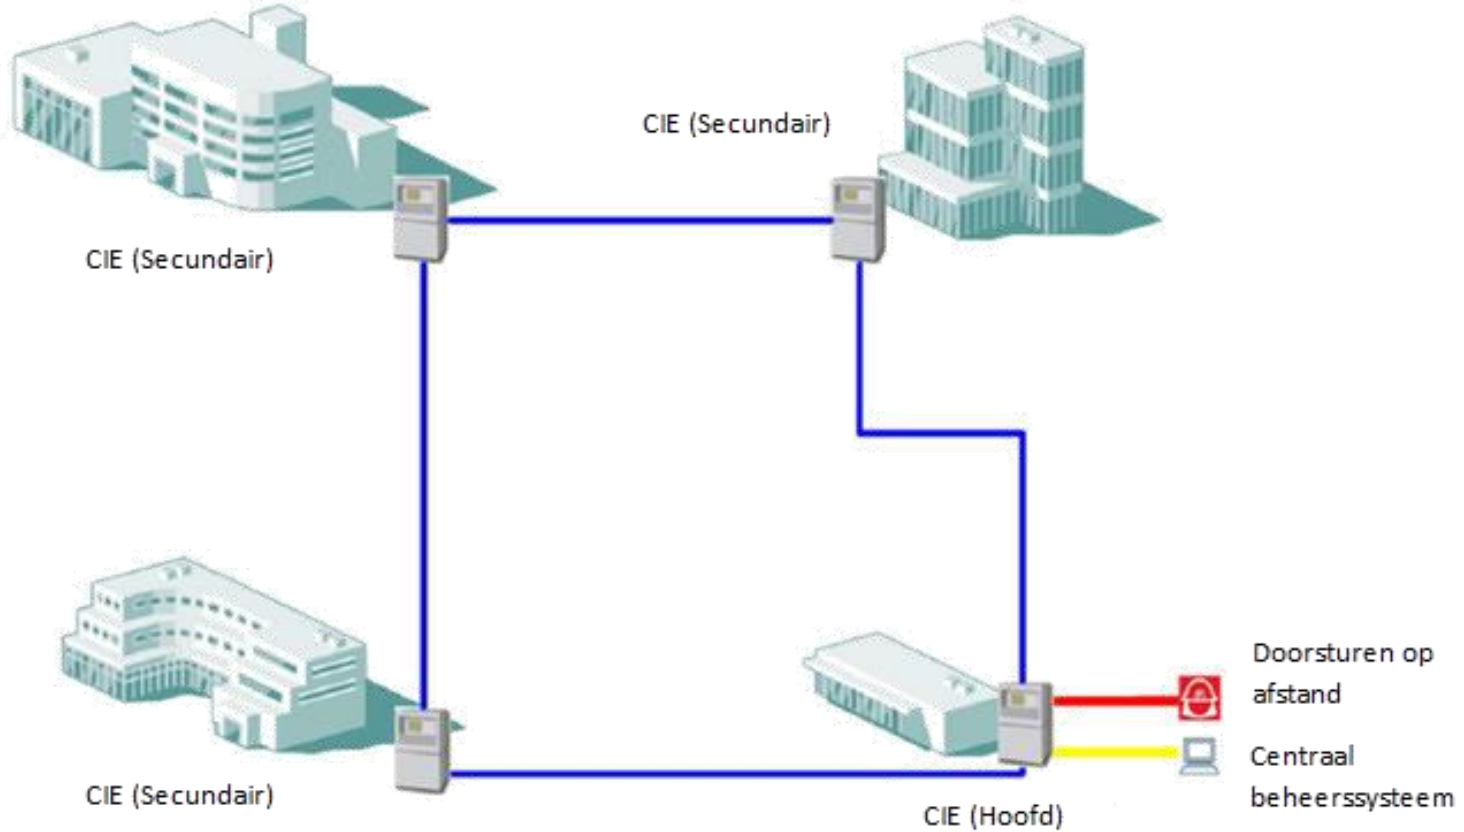 CIE (Secundair)
CIE (Secundair)
CIE (Secundair)
CIE (Hoofd)
Doorsturen op
afstand
Centraal
beheerssysteem